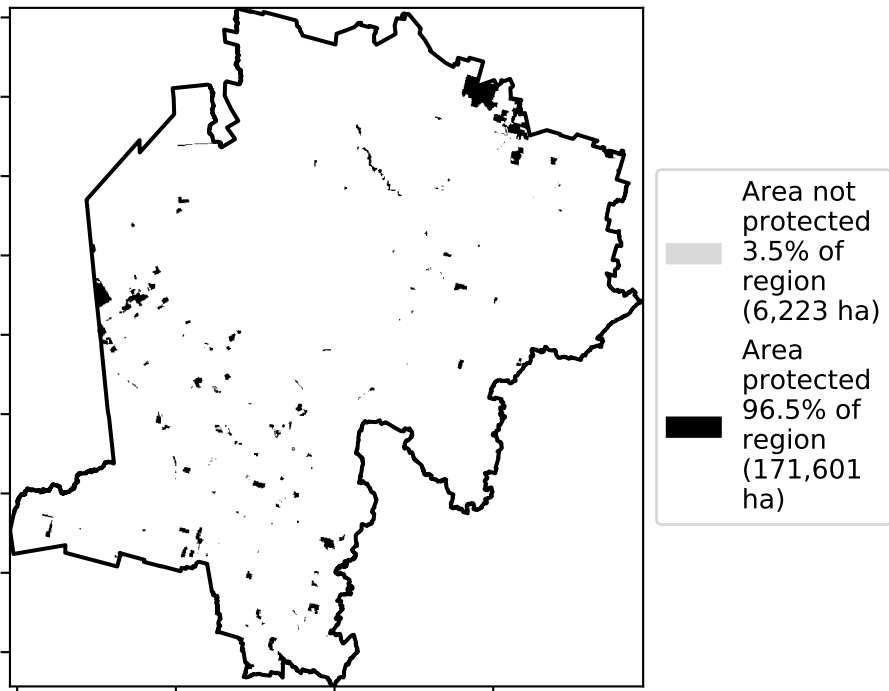 Area not
protected
3.5% of
region
(6,223 ha)
Area
protected
96.5% of
region
(171,601
ha)